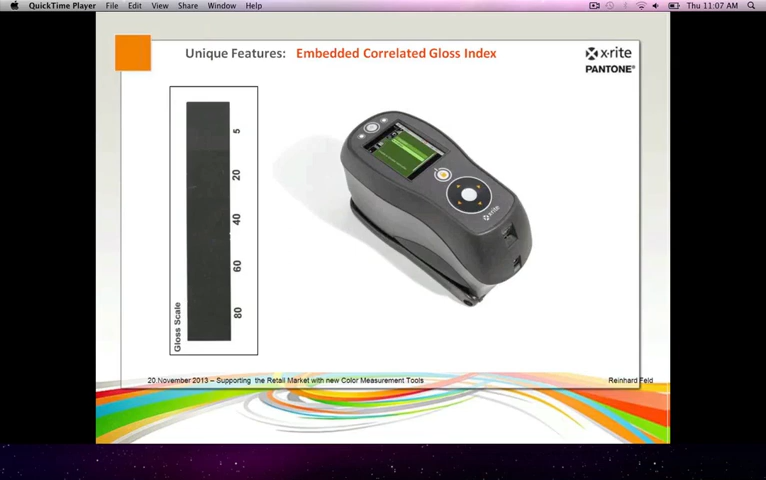 QuickTime Player File Edit View Share Window Help
Thu 11:07 AM
Unique Features: Embedded Correlated Gloss Index
x·rite
PANTONE®
5
20
40
60
80
Gloss Scale
x·rite
20.November 2013 – Supporting the Retail Market with new Color Measurement Tools
Reinhard Feld